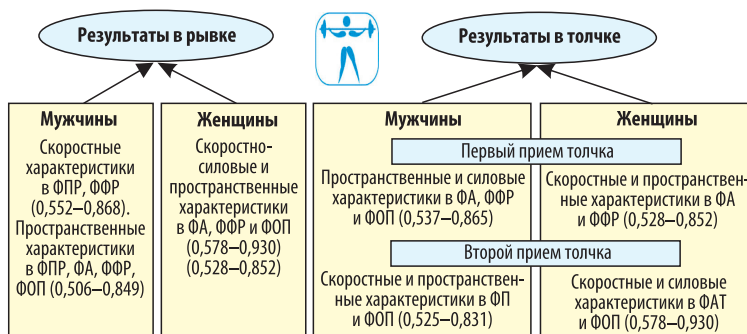 Результаты в рывке
Результаты в толчке
Мужчины
Скоростные
характеристики
в ФПР, ФФР
(0,552–0,868).
Пространственные
характеристики
в ФПР, ФА, ФФР,
ФОП (0,506–0,849)
Женщины
Скоростно-
силовые и
пространственные
характеристики
в ФА, ФФР и ФОП
(0,578–0,930)
(0,528–0,852)
Мужчины
Женщины
Первый прием толчка
Пространственные и силовые
характеристики в ФА, ФФР
и ФОП (0,537–0,865)
Скоростные и пространствен-
ные характеристики в ФА
и ФФР (0,528–0,852)
Второй прием толчка
Скоростные и пространствен-
ные характеристики в ФП
и ФОП (0,525–0,831)
Скоростные и силовые
характеристики в ФАТ
и ФОП (0,578–0,930)